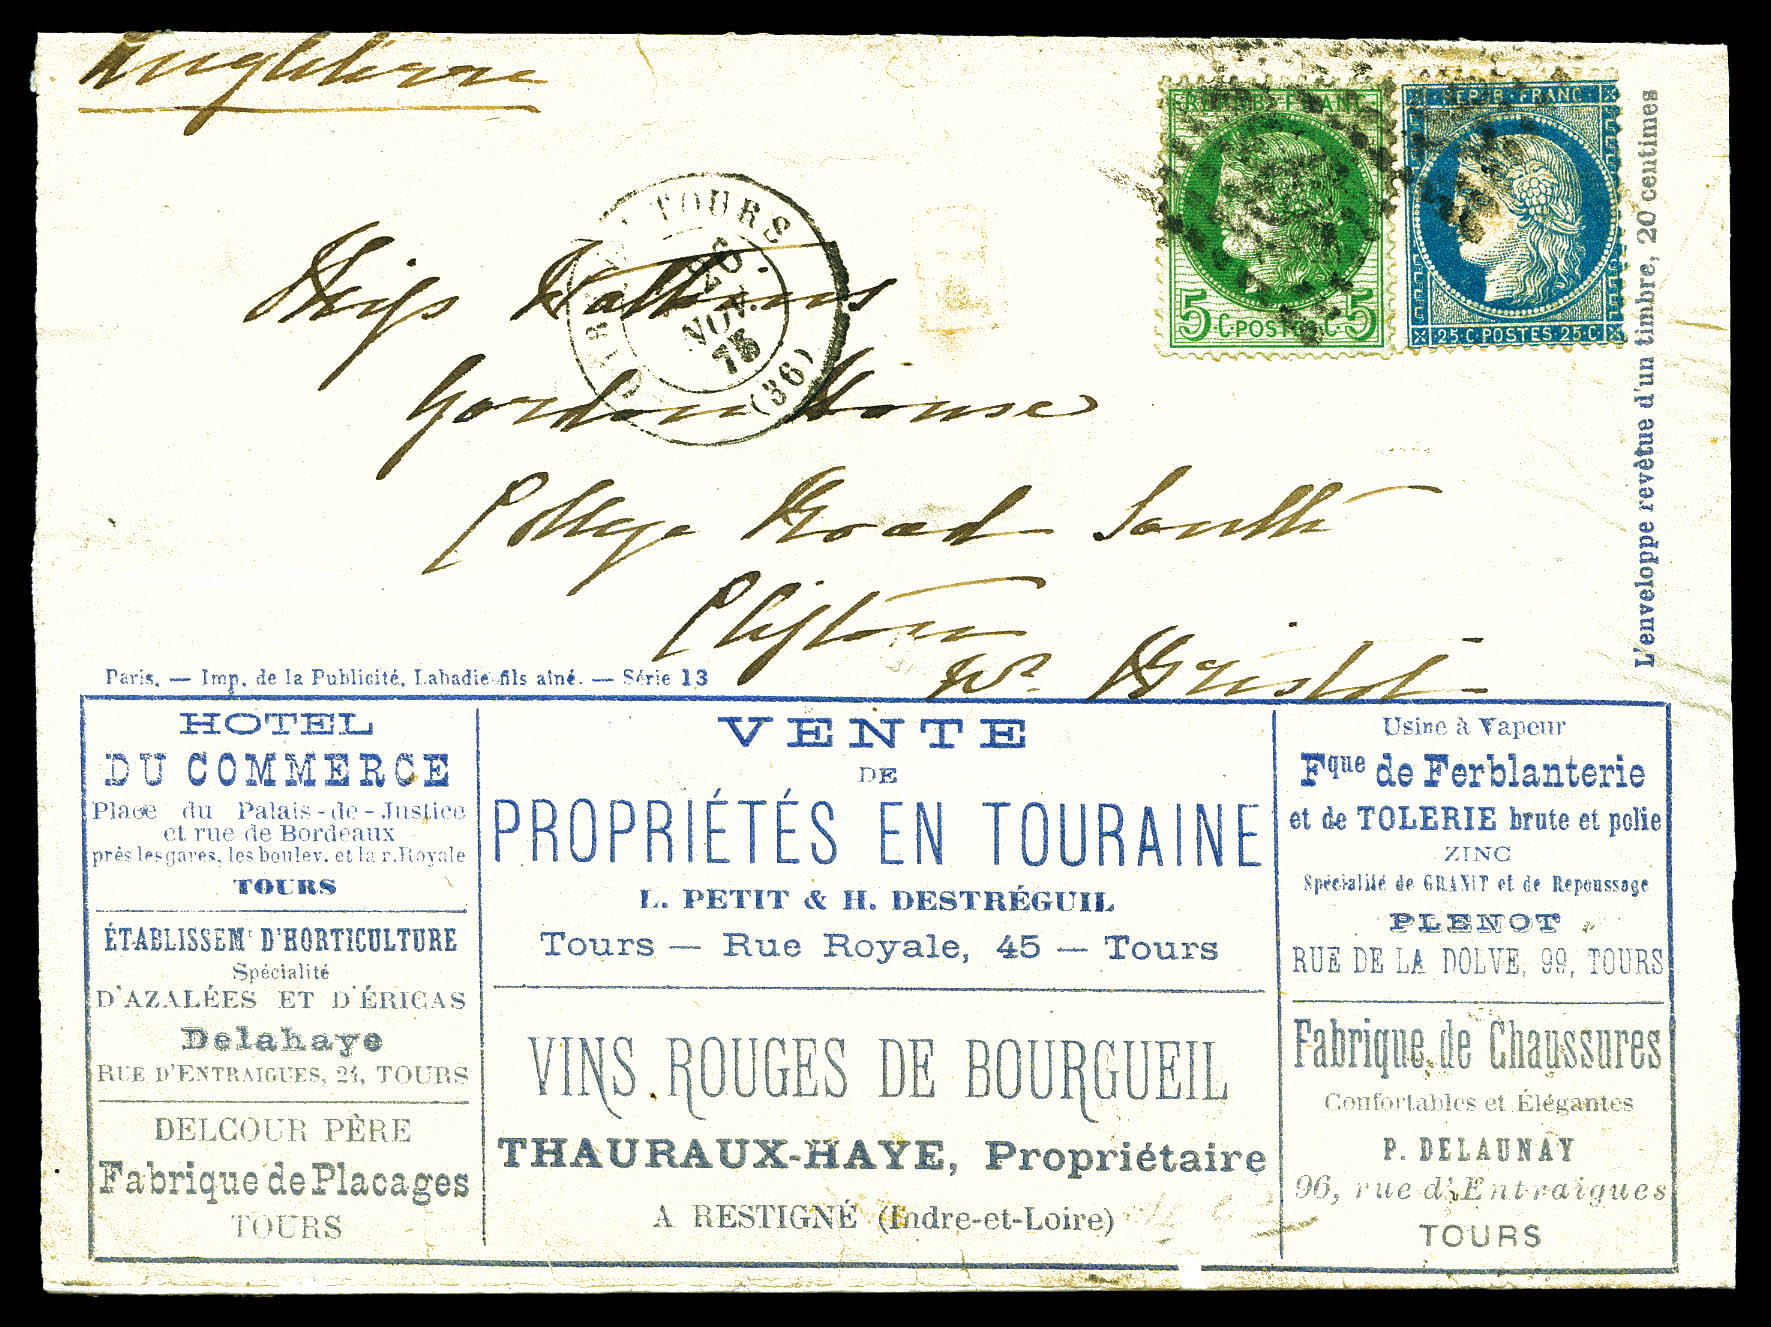 Angleterre
REPUB · FRANC
5 · C · POSTES · C · 5
REPUB · FRANC
25 · C · POSTES · 25 · C
L'enveloppe revêtue d'un timbre, 20 centimes
TOURS
26
NOV.
75
(36)
Watkins
Gordon House
College Road South
Clifton
Nr Bristol
Paris. — Imp. de la Publicité, Labadie fils aîné. — Série 13
HOTEL
DU COMMERCE
Place du Palais-de-Justice
et rue de Bordeaux
près les gares, les boulev. et la r. Royale
TOURS
ÉTABLISSEMt D'HORTICULTURE
Spécialité
D'AZALÉES ET D'ÉRICAS
Delahaye
RUE D'ENTRAIGUES, 24, TOURS
DELCOUR PÈRE
Fabrique de Placages
TOURS
VENTE
DE
PROPRIÉTÉS EN TOURAINE
L. PETIT & H. DESTRÉGUIL
Tours — Rue Royale, 45 — Tours
VINS ROUGES DE BOURGUEIL
THAURAUX-HAYE, Propriétaire
A RESTIGNÉ (Indre-et-Loire)
Usine à Vapeur
Fque de Ferblanterie
et de TOLERIE brute et polie
ZINC
Spécialité de GRANIT et de Repoussage
PLENOT
RUE DE LA DOLVE, 99, TOURS
Fabrique de Chaussures
Confortables et Élégantes
P. DELAUNAY
96, rue d'Entraigues
TOURS